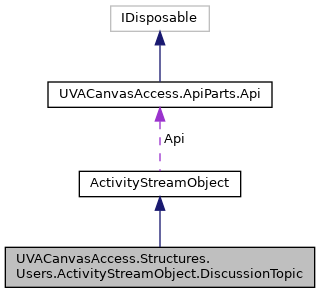 IDisposable
UVACanvasAccess.ApiParts.Api
Api
ActivityStreamObject
UVACanvasAccess.Structures.
Users.ActivityStreamObject.DiscussionTopic